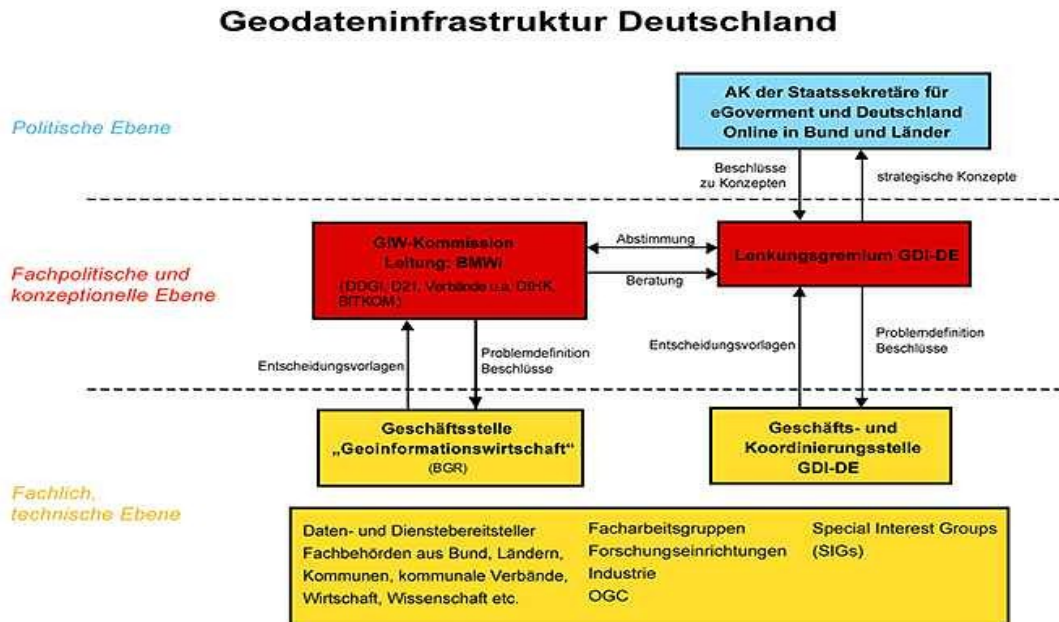 Geodateninfrastruktur Deutschland
Politische Ebene
AK der Staatssekretäre für
eGoverment und Deutschland
Online in Bund und Länder
Beschlüsse
zu Konzepten
strategische Konzepte
Fachpolitische und
konzeptionelle Ebene
GIW-Kommission
Leitung: BMWi
(DDGI, D21, Verbände u.a, DIHK,
BITKOM)
Abstimmung
Beratung
Lenkungsgremium GDI-DE
Entscheidungsvorlagen
Problemdefinition
Beschlüsse
Entscheidungsvorlagen
Problemdefinition
Beschlüsse
Fachlich,
technische Ebene
Geschäftsstelle
„Geoinformationswirtschaft“
(BGR)
Geschäfts- und
Koordinierungsstelle
GDI-DE
Daten- und Dienstebereitsteller
Fachbehörden aus Bund, Ländern,
Kommunen, kommunale Verbände,
Wirtschaft, Wissenschaft etc.
Facharbeitsgruppen
Forschungseinrichtungen
Industrie
OGC
Special Interest Groups
(SIGs)